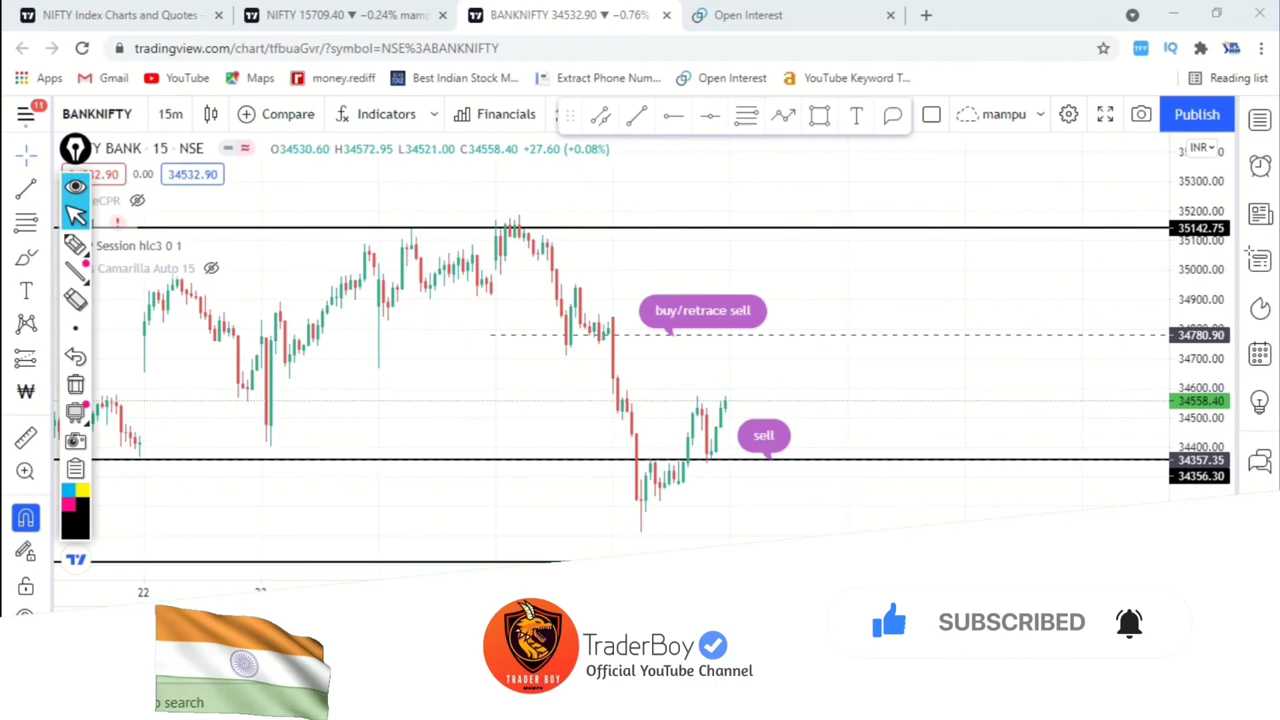 NIFTY Index Charts and Quotes -
NIFTY 15709.40 ▼ −0.24% mamp
BANKNIFTY 34532.90 ▼ −0.76%
Open Interest
tradingview.com/chart/tfbuaGvr/?symbol=NSE%3ABANKNIFTY
Apps
Gmail
YouTube
Maps
money.rediff
Best Indian Stock M...
Extract Phone Num...
Open Interest
YouTube Keyword T...
Reading list
11
BANKNIFTY
15m
Compare
Indicators
Financials
mampu
Publish
Y BANK · 15 · NSE
O34530.60 H34572.95 L34521.00 C34558.40 +27.60 (+0.08%)
INR
32.90
0.00
34532.90
eCPR
Session hlc3 0 1
Camarilla Auto 15
35300.00
35200.00
35142.75
35100.00
35000.00
34900.00
34780.90
34700.00
34600.00
34558.40
34500.00
34400.00
34357.35
34356.30
buy/retrace sell
sell
22
TraderBoy
Official YouTube Channel
TRADER BOY
SUBSCRIBED
o search